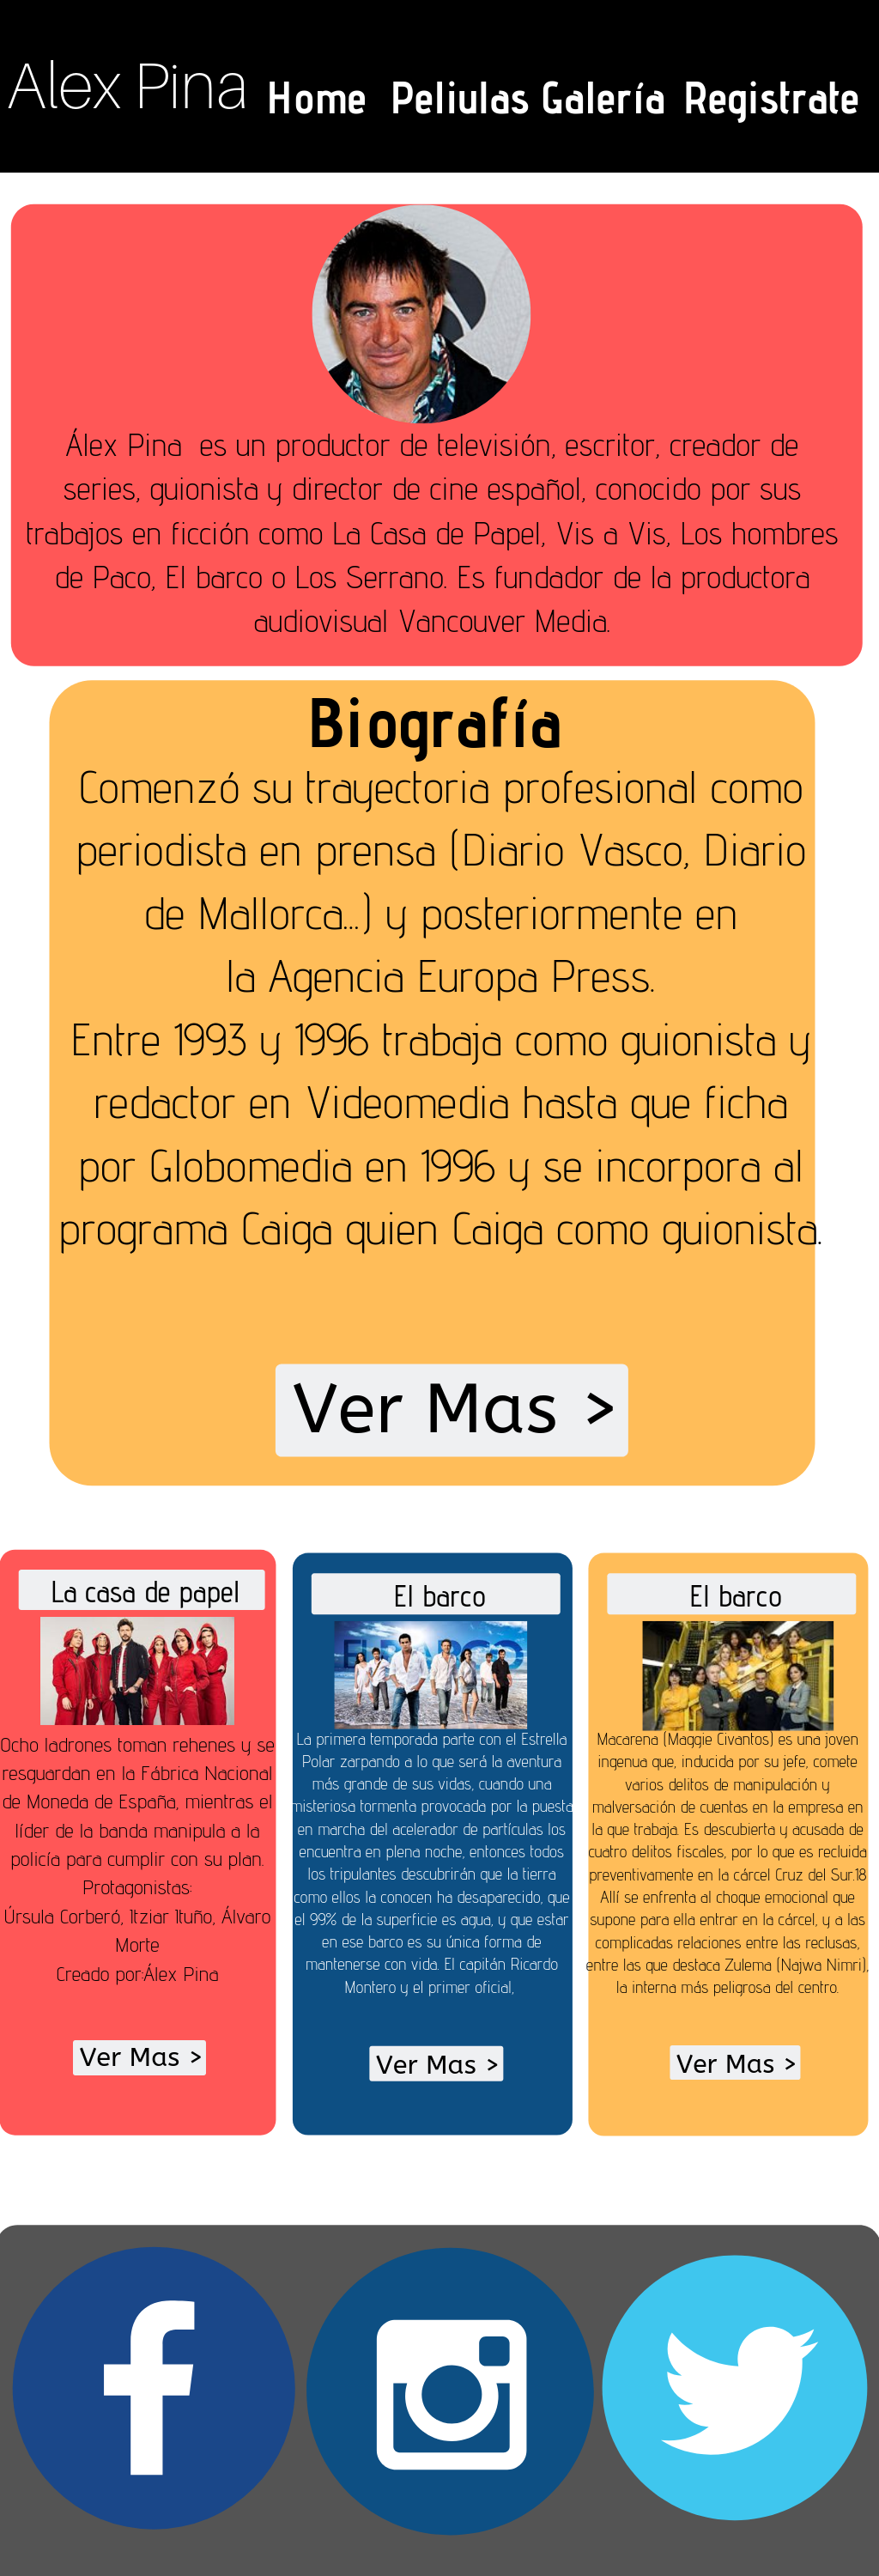 Alex Pina Home Peliulas Galería Registrate
Álex Pina es un productor de televisión, escritor, creador de
series, guionista y director de cine español, conocido por sus
trabajos en ficción como La Casa de Papel, Vis a Vis, Los hombres
de Paco, El barco o Los Serrano. Es fundador de la productora
audiovisual Vancouver Media.
Biografía
Comenzó su trayectoria profesional como
periodista en prensa (Diario Vasco, Diario
de Mallorca...) y posteriormente en
la Agencia Europa Press.
Entre 1993 y 1996 trabaja como guionista y
redactor en Videomedia hasta que ficha
por Globomedia en 1996 y se incorpora al
programa Caiga quien Caiga como guionista.
Ver Mas >
La casa de papel
Ocho ladrones toman rehenes y se
resguardan en la Fábrica Nacional
de Moneda de España, mientras el
líder de la banda manipula a la
policía para cumplir con su plan.
Protagonistas:
Úrsula Corberó, Itziar Ituño, Álvaro
Morte
Creado por:Álex Pina
Ver Mas >
El barco
EL BARCO
La primera temporada parte con el Estrella
Polar zarpando a lo que será la aventura
más grande de sus vidas, cuando una
misteriosa tormenta provocada por la puesta
en marcha del acelerador de partículas los
encuentra en plena noche, entonces todos
los tripulantes descubrirán que la tierra
como ellos la conocen ha desaparecido, que
el 99% de la superficie es agua, y que estar
en ese barco es su única forma de
mantenerse con vida. El capitán Ricardo
Montero y el primer oficial,
Ver Mas >
El barco
Macarena (Maggie Civantos) es una joven
ingenua que, inducida por su jefe, comete
varios delitos de manipulación y
malversación de cuentas en la empresa en
la que trabaja. Es descubierta y acusada de
cuatro delitos fiscales, por lo que es recluida
preventivamente en la cárcel Cruz del Sur.18
Allí se enfrenta al choque emocional que
supone para ella entrar en la cárcel, y a las
complicadas relaciones entre las reclusas,
entre las que destaca Zulema (Najwa Nimri),
la interna más peligrosa del centro.
Ver Mas >